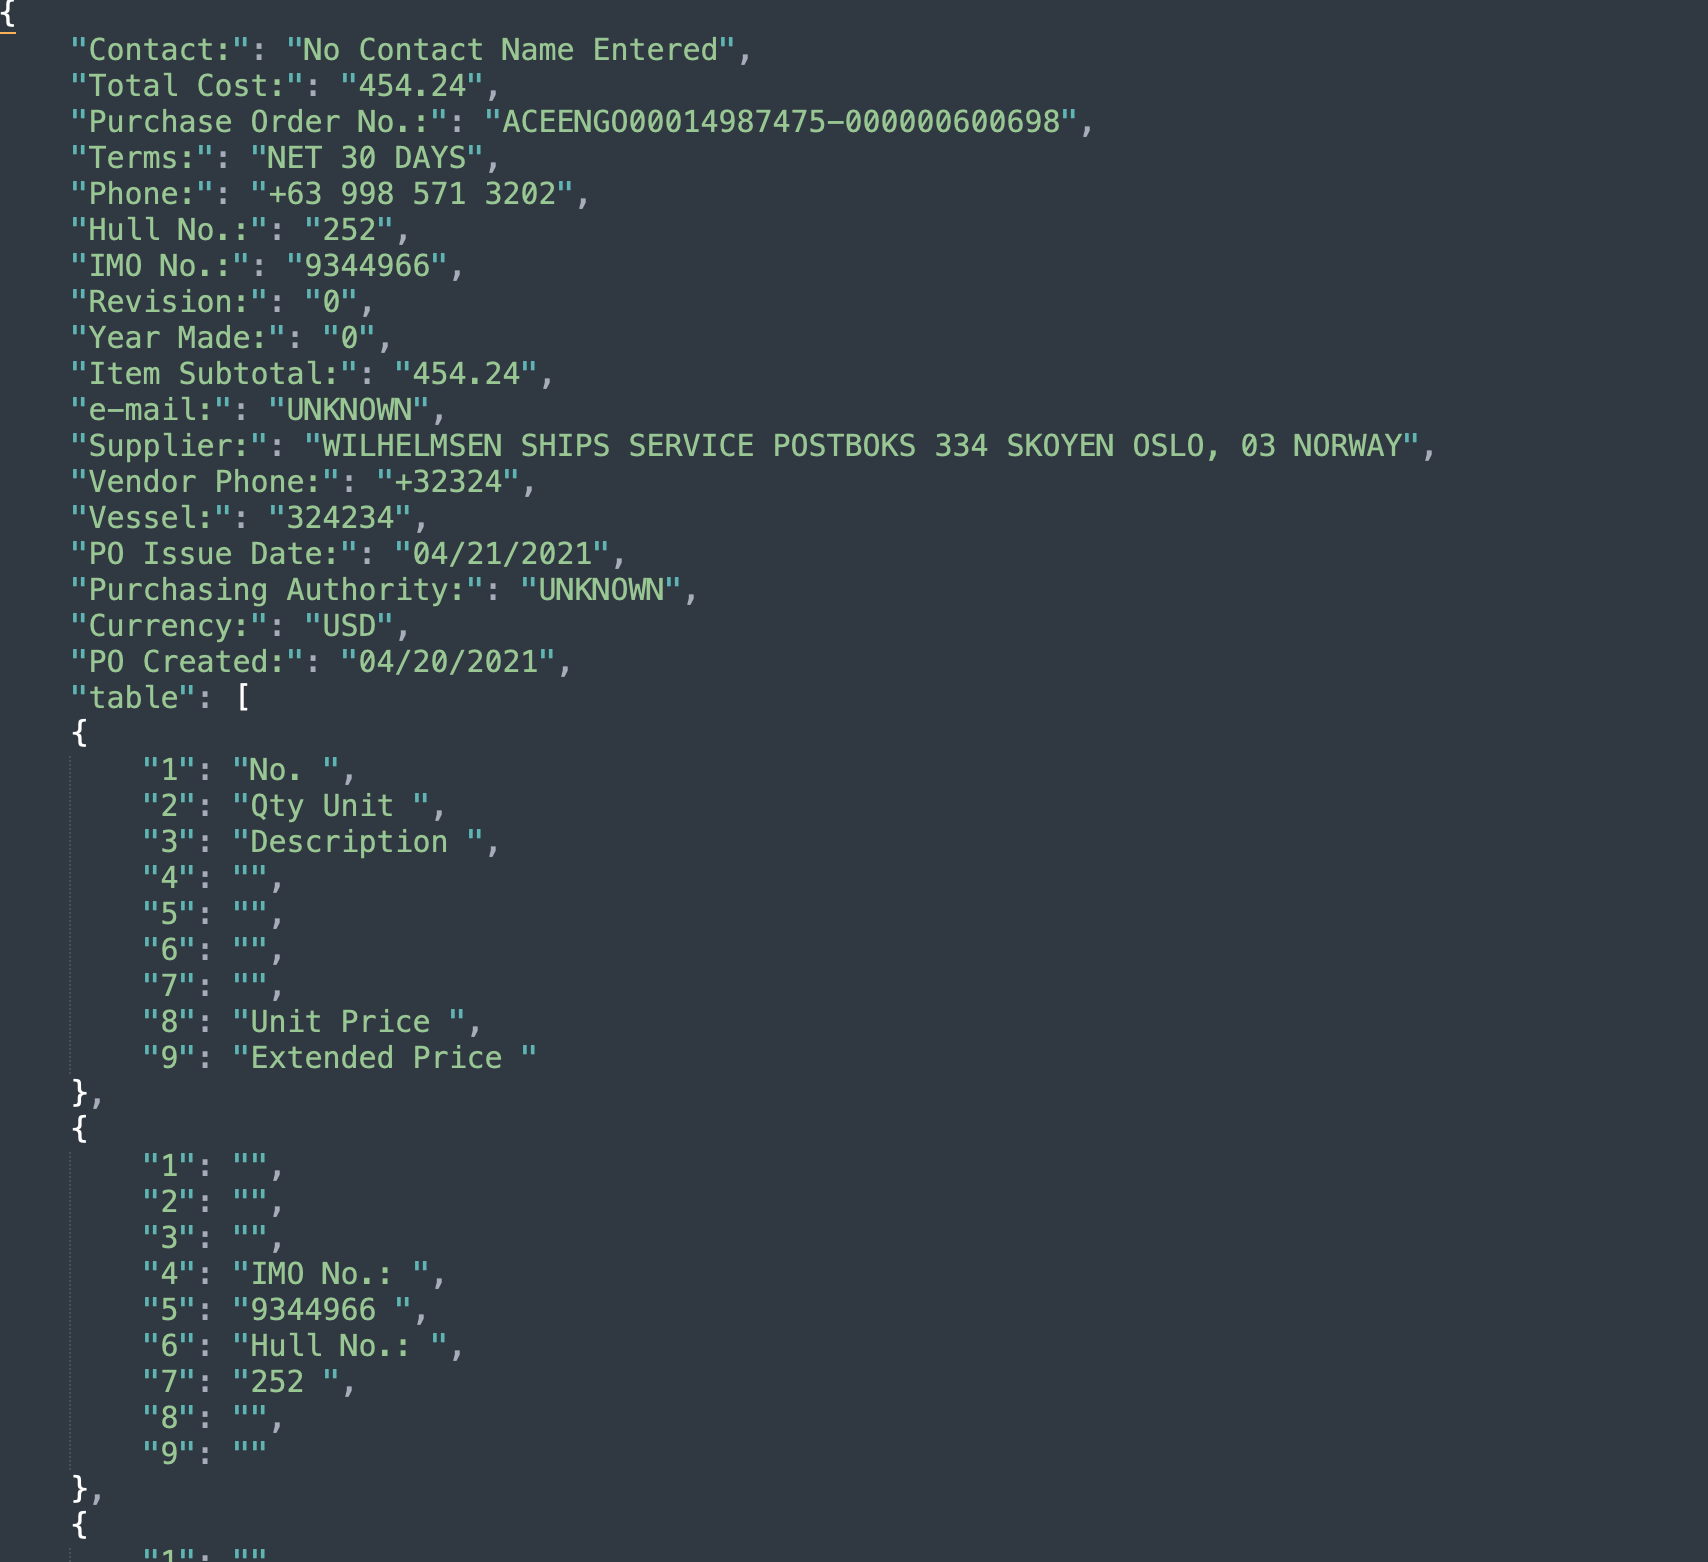 {
    "Contact:": "No Contact Name Entered",
    "Total Cost:": "454.24",
    "Purchase Order No.:": "ACEENGO00014987475-000000600698",
    "Terms:": "NET 30 DAYS",
    "Phone:": "+63 998 571 3202",
    "Hull No.:": "252",
    "IMO No.:": "9344966",
    "Revision:": "0",
    "Year Made:": "0",
    "Item Subtotal:": "454.24",
    "e-mail:": "UNKNOWN",
    "Supplier:": "WILHELMSEN SHIPS SERVICE POSTBOKS 334 SKOYEN OSLO, 03 NORWAY",
    "Vendor Phone:": "+32324",
    "Vessel:": "324234",
    "PO Issue Date:": "04/21/2021",
    "Purchasing Authority:": "UNKNOWN",
    "Currency:": "USD",
    "PO Created:": "04/20/2021",
    "table": [
    {
        "1": "No. ",
        "2": "Qty Unit ",
        "3": "Description ",
        "4": "",
        "5": "",
        "6": "",
        "7": "",
        "8": "Unit Price ",
        "9": "Extended Price "
    },
    {
        "1": "",
        "2": "",
        "3": "",
        "4": "IMO No.: ",
        "5": "9344966 ",
        "6": "Hull No.: ",
        "7": "252 ",
        "8": "",
        "9": ""
    },
    {
        "1": ""